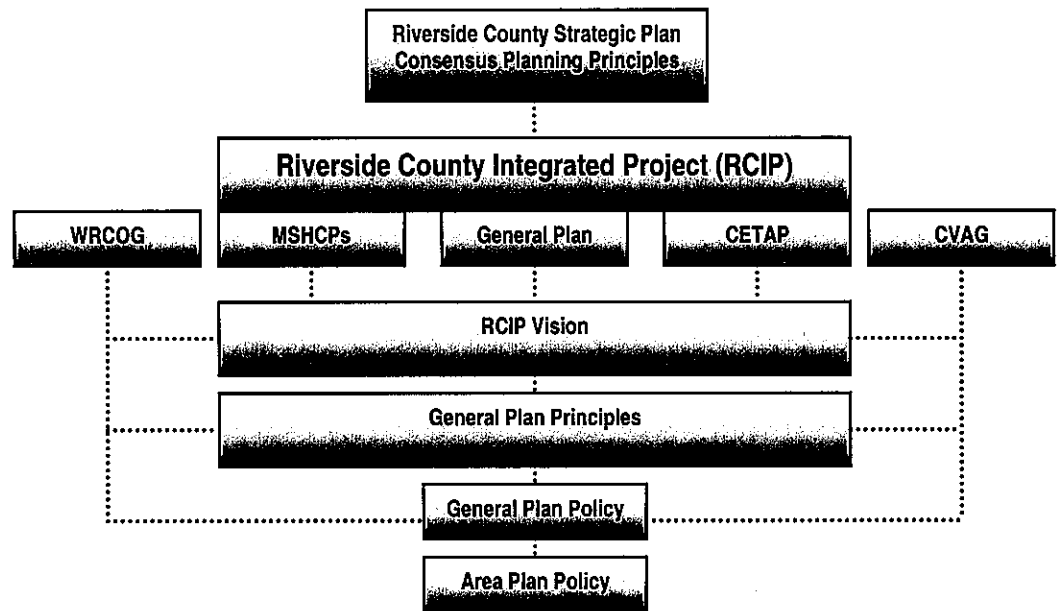 Riverside County Strategic Plan
Consensus Planning Principles
Riverside County Integrated Project (RCIP)
WRCOG
MSHCPs
General Plan
CETAP
CVAG
RCIP Vision
General Plan Principles
General Plan Policy
Area Plan Policy